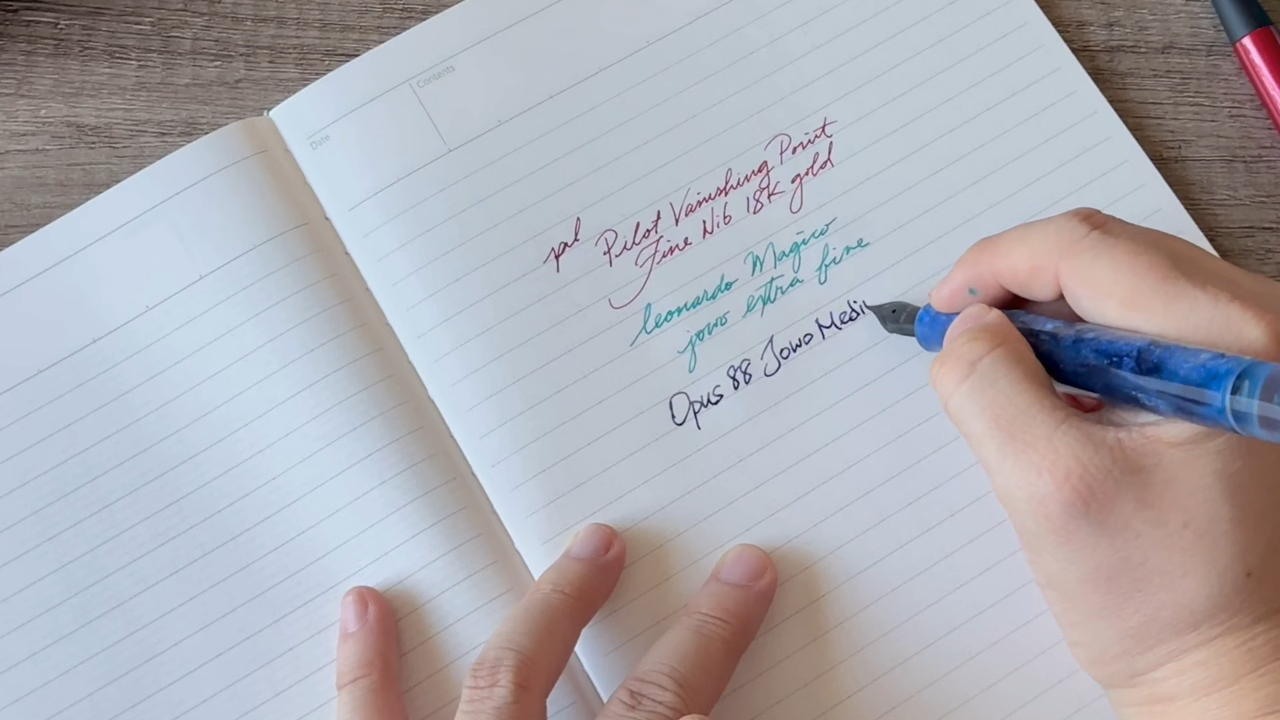 Date
Contents
pal
Pilot Vanishing Point
Fine Nib 18K gold
leonardo Magico
jowo extra fine
Opus 88 Jowo Medi